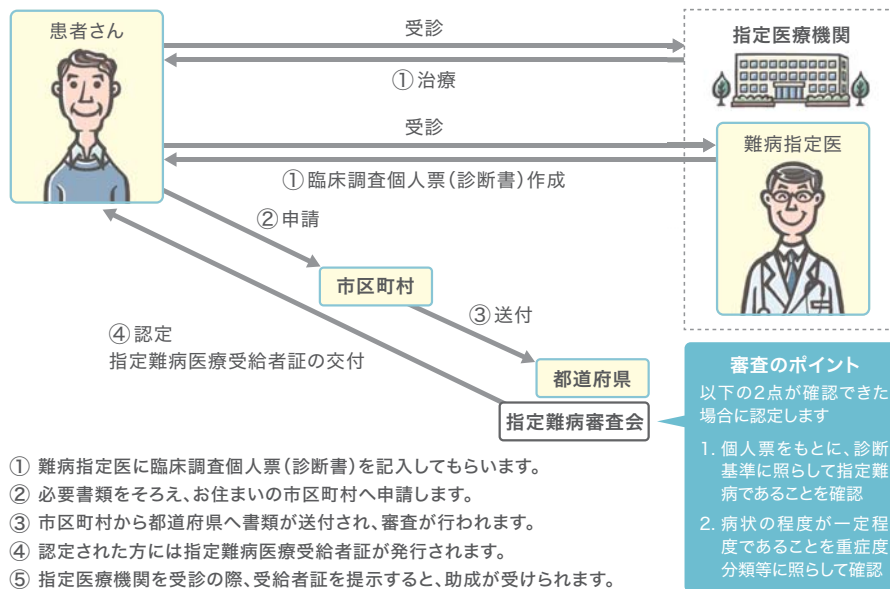 患者さん
受診
①治療
受診
①臨床調査個人票(診断書)作成
指定医療機関
難病指定医
②申請
市区町村
③送付
④認定
指定難病医療受給者証の交付
都道府県
指定難病審査会
審査のポイント
以下の2点が確認できた
場合に認定します
1. 個人票をもとに、診断
基準に照らして指定難
病であることを確認
2. 病状の程度が一定程
度であることを重症度
分類等に照らして確認
① 難病指定医に臨床調査個人票(診断書)を記入してもらいます。
② 必要書類をそろえ、お住まいの市区町村へ申請します。
③ 市区町村から都道府県へ書類が送付され、審査が行われます。
④ 認定された方には指定難病医療受給者証が発行されます。
⑤ 指定医療機関を受診の際、受給者証を提示すると、助成が受けられます。